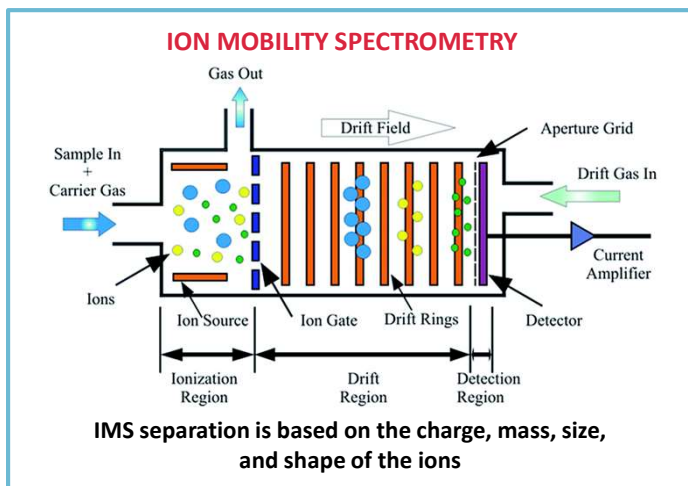 ION MOBILITY SPECTROMETRY
Gas Out
Drift Field
Aperture Grid
Sample In
+
Carrier Gas
Drift Gas In
Current
Amplifier
Ions
Ion Source
Ion Gate
Drift Rings
Detector
Ionization
Region
Drift
Region
Detection
Region
IMS separation is based on the charge, mass, size,
and shape of the ions